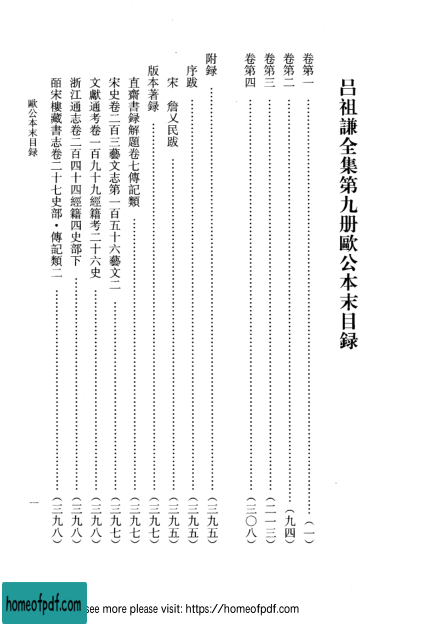 吕祖謙全集第九册歐公本末目録
卷第一……（一）
卷第二……（九四）
卷第三……（二一三）
卷第四……（三〇八）
附録……（三九五）
序跋……（三九五）
宋　詹乂民跋……（三九五）
版本著録……（三九七）
直齋書録解題卷七傳記類……（三九七）
宋史卷二百三藝文志第一百五十六藝文二……（三九七）
文獻通考卷一百九十九經籍考二十六史……（三九八）
浙江通志卷二百四十四經籍四史部下……（三九八）
皕宋樓藏書志卷二十七史部·傳記類二……（三九八）
歐公本末目録
一
homeofpdf.com
see more please visit: https://homeofpdf.com